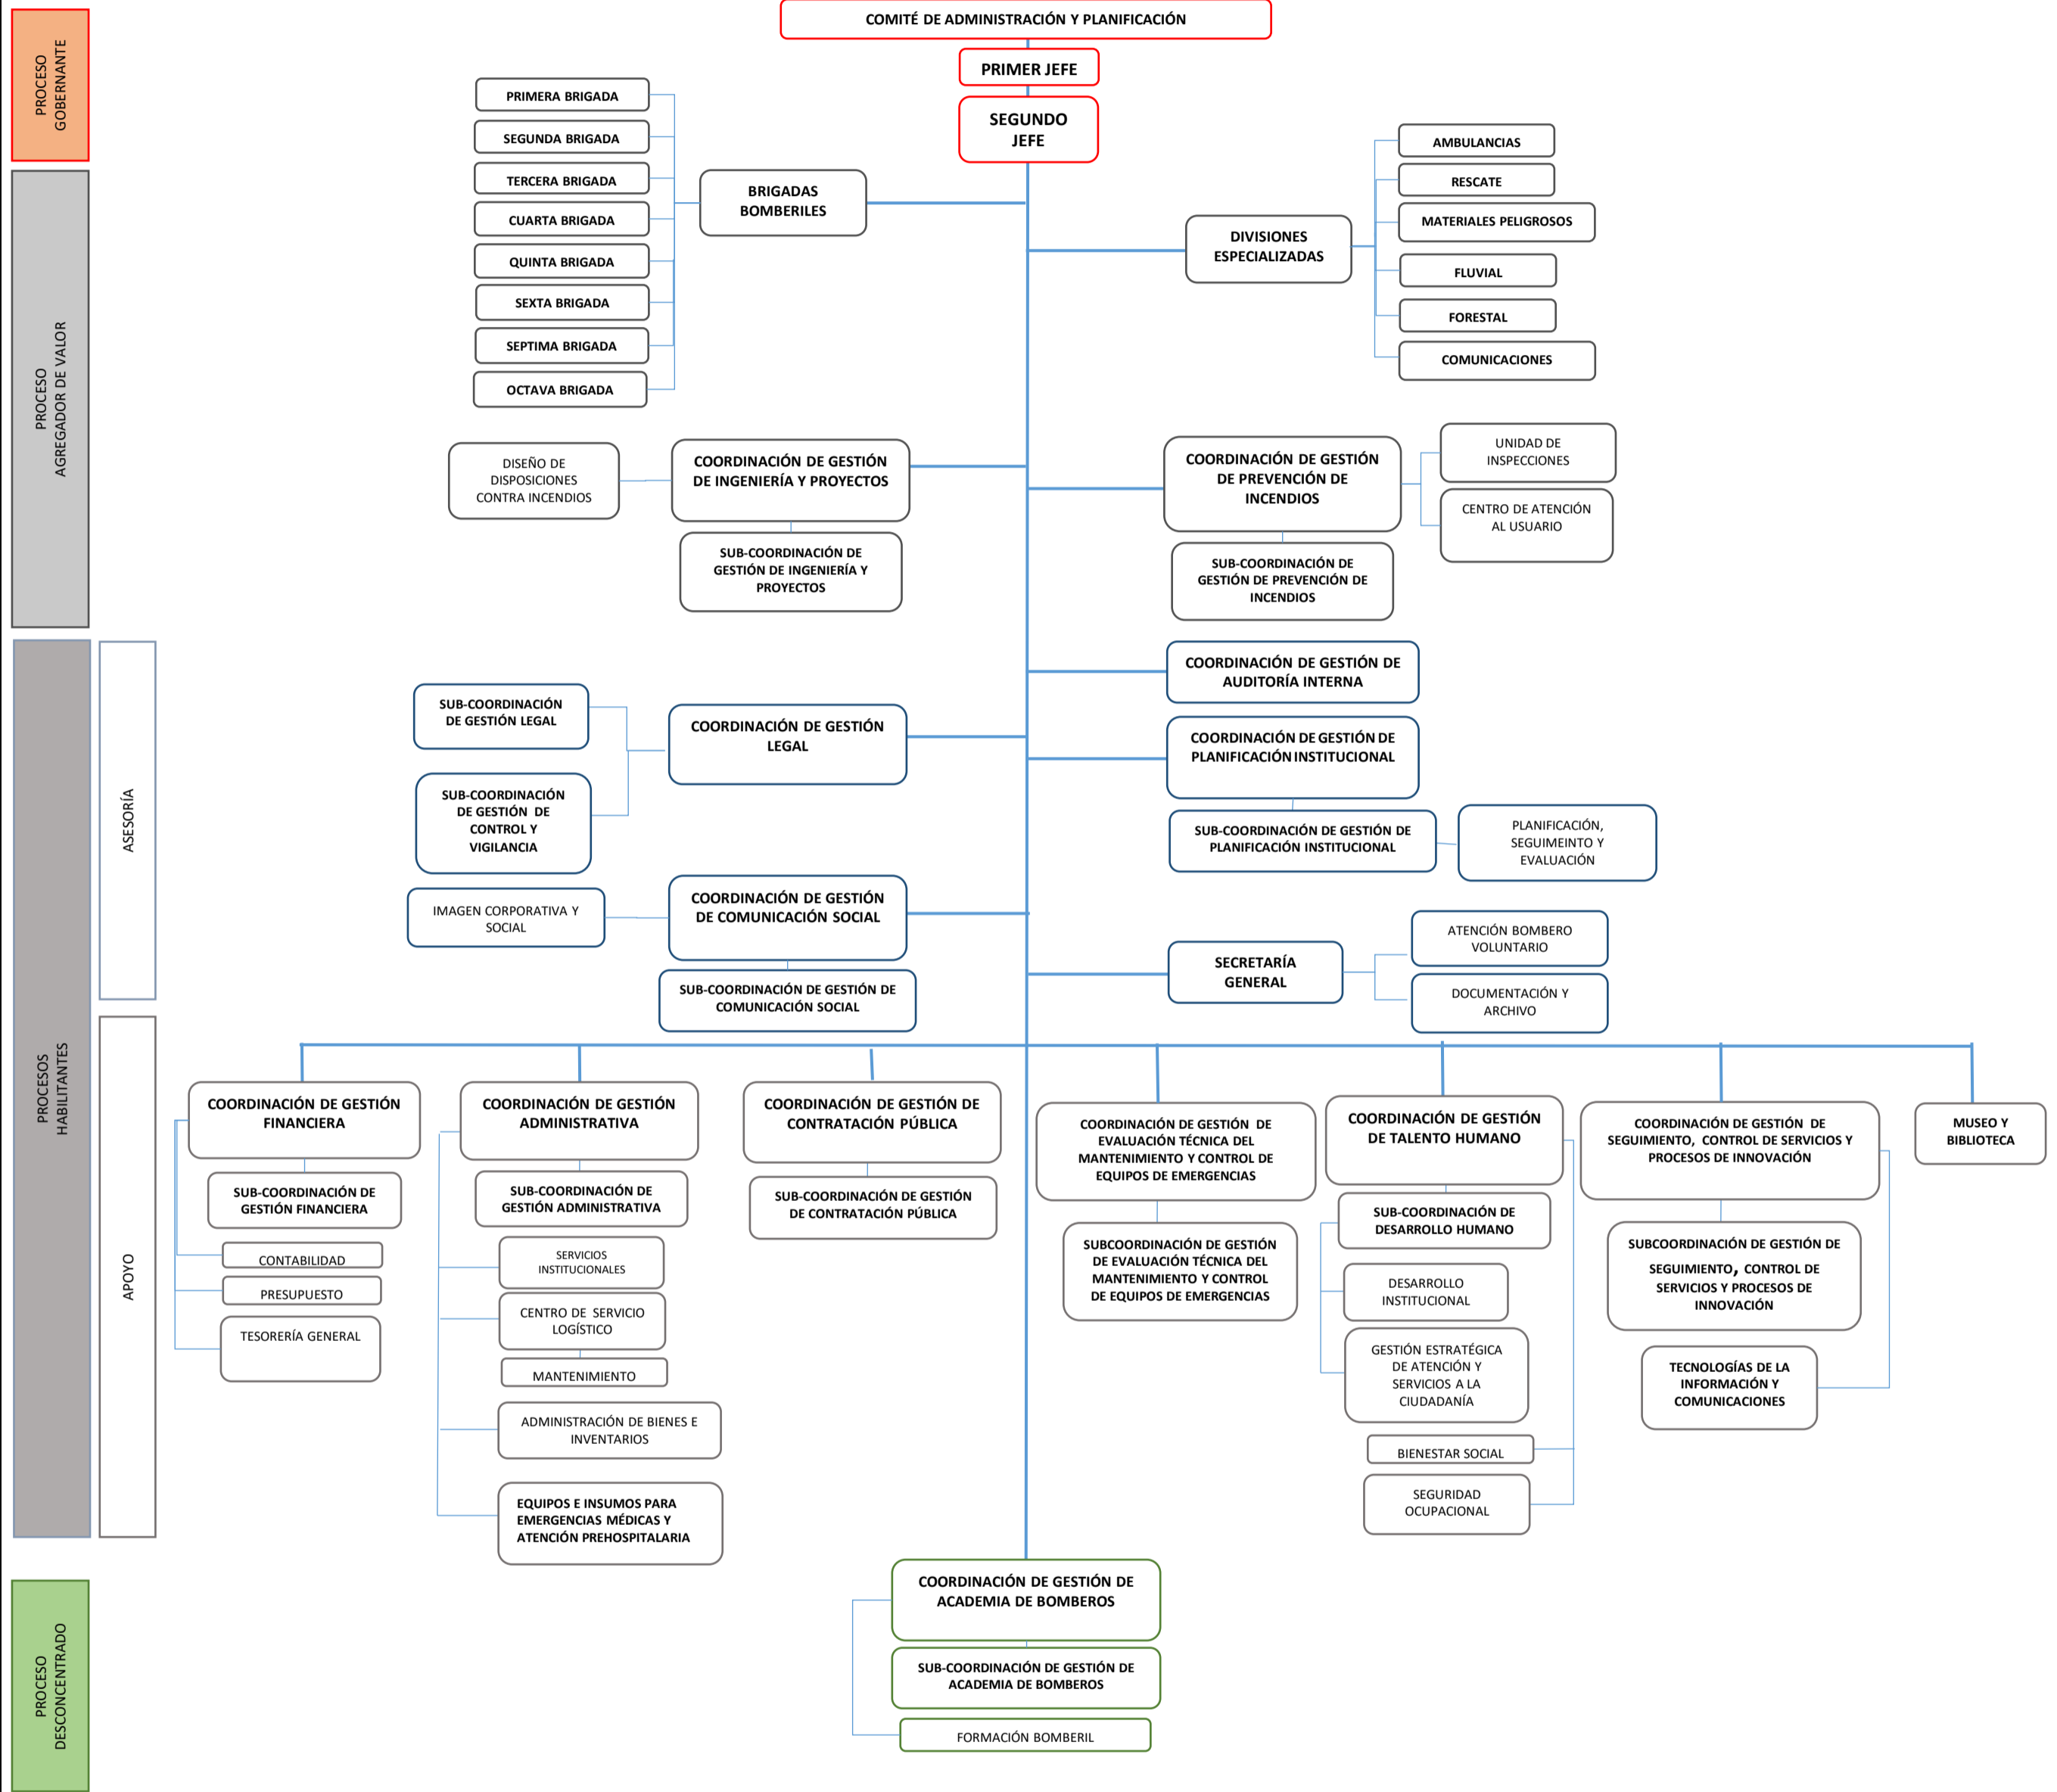 COMITÉ DE ADMINISTRACIÓN Y PLANIFICACIÓN
PRIMER JEFE
SEGUNDO
JEFE
PROCESO
GOBERNANTE
PROCESO
AGREGADOR DE VALOR
BRIGADAS
BOMBERILES
PRIMERA BRIGADA
SEGUNDA BRIGADA
TERCERA BRIGADA
CUARTA BRIGADA
QUINTA BRIGADA
SEXTA BRIGADA
SEPTIMA BRIGADA
OCTAVA BRIGADA
DIVISIONES
ESPECIALIZADAS
AMBULANCIAS
RESCATE
MATERIALES PELIGROSOS
FLUVIAL
FORESTAL
COMUNICACIONES
DISEÑO DE
DISPOSICIONES
CONTRA INCENDIOS
COORDINACIÓN DE GESTIÓN
DE INGENIERÍA Y PROYECTOS
SUB-COORDINACIÓN DE
GESTIÓN DE INGENIERÍA Y
PROYECTOS
COORDINACIÓN DE GESTIÓN
DE PREVENCIÓN DE
INCENDIOS
UNIDAD DE
INSPECCIONES
CENTRO DE ATENCIÓN
AL USUARIO
SUB-COORDINACIÓN DE
GESTIÓN DE PREVENCIÓN DE
INCENDIOS
PROCESOS
HABILITANTES
ASESORÍA
COORDINACIÓN DE GESTIÓN DE
AUDITORÍA INTERNA
SUB-COORDINACIÓN
DE GESTIÓN LEGAL
COORDINACIÓN DE GESTIÓN
LEGAL
SUB-COORDINACIÓN
DE GESTIÓN DE
CONTROL Y
VIGILANCIA
COORDINACIÓN DE GESTIÓN DE
PLANIFICACIÓN INSTITUCIONAL
SUB-COORDINACIÓN DE GESTIÓN DE
PLANIFICACIÓN INSTITUCIONAL
PLANIFICACIÓN,
SEGUIMEINTO Y
EVALUACIÓN
IMAGEN CORPORATIVA Y
SOCIAL
COORDINACIÓN DE GESTIÓN
DE COMUNICACIÓN SOCIAL
SUB-COORDINACIÓN DE GESTIÓN DE
COMUNICACIÓN SOCIAL
SECRETARÍA
GENERAL
ATENCIÓN BOMBERO
VOLUNTARIO
DOCUMENTACIÓN Y
ARCHIVO
APOYO
COORDINACIÓN DE GESTIÓN
FINANCIERA
SUB-COORDINACIÓN DE
GESTIÓN FINANCIERA
CONTABILIDAD
PRESUPUESTO
TESORERÍA GENERAL
COORDINACIÓN DE GESTIÓN
ADMINISTRATIVA
SUB-COORDINACIÓN DE
GESTIÓN ADMINISTRATIVA
SERVICIOS
INSTITUCIONALES
CENTRO DE SERVICIO
LOGÍSTICO
MANTENIMIENTO
ADMINISTRACIÓN DE BIENES E
INVENTARIOS
EQUIPOS E INSUMOS PARA
EMERGENCIAS MÉDICAS Y
ATENCIÓN PREHOSPITALARIA
COORDINACIÓN DE GESTIÓN DE
CONTRATACIÓN PÚBLICA
SUB-COORDINACIÓN DE GESTIÓN
DE CONTRATACIÓN PÚBLICA
COORDINACIÓN DE GESTIÓN DE
EVALUACIÓN TÉCNICA DEL
MANTENIMIENTO Y CONTROL DE
EQUIPOS DE EMERGENCIAS
SUBCOORDINACIÓN DE GESTIÓN
DE EVALUACIÓN TÉCNICA DEL
MANTENIMIENTO Y CONTROL
DE EQUIPOS DE EMERGENCIAS
COORDINACIÓN DE GESTIÓN
DE TALENTO HUMANO
SUB-COORDINACIÓN DE
DESARROLLO HUMANO
DESARROLLO
INSTITUCIONAL
GESTIÓN ESTRATÉGICA
DE ATENCIÓN Y
SERVICIOS A LA
CIUDADANÍA
BIENESTAR SOCIAL
SEGURIDAD
OCUPACIONAL
COORDINACIÓN DE GESTIÓN DE
SEGUIMIENTO, CONTROL DE SERVICIOS Y
PROCESOS DE INNOVACIÓN
SUBCOORDINACIÓN DE GESTIÓN DE
SEGUIMIENTO, CONTROL DE
SERVICIOS Y PROCESOS DE
INNOVACIÓN
TECNOLOGÍAS DE LA
INFORMACIÓN Y
COMUNICACIONES
MUSEO Y
BIBLIOTECA
PROCESO
DESCONCENTRADO
COORDINACIÓN DE GESTIÓN DE
ACADEMIA DE BOMBEROS
SUB-COORDINACIÓN DE GESTIÓN DE
ACADEMIA DE BOMBEROS
FORMACIÓN BOMBERIL